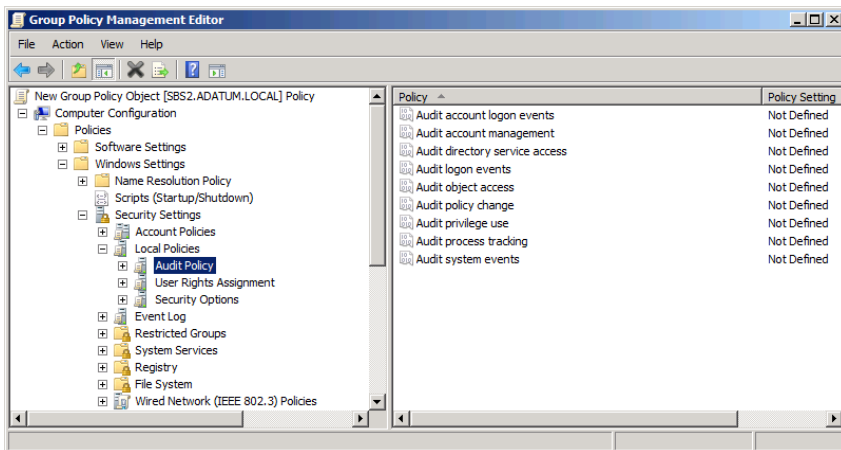 Group Policy Management Editor
File Action View Help
New Group Policy Object [SBS2.ADATUM.LOCAL] Policy
Computer Configuration
Policies
Software Settings
Windows Settings
Name Resolution Policy
Scripts (Startup/Shutdown)
Security Settings
Account Policies
Local Policies
Audit Policy
User Rights Assignment
Security Options
Event Log
Restricted Groups
System Services
Registry
File System
Wired Network (IEEE 802.3) Policies
Policy Policy Setting
Audit account logon events Not Defined
Audit account management Not Defined
Audit directory service access Not Defined
Audit logon events Not Defined
Audit object access Not Defined
Audit policy change Not Defined
Audit privilege use Not Defined
Audit process tracking Not Defined
Audit system events Not Defined